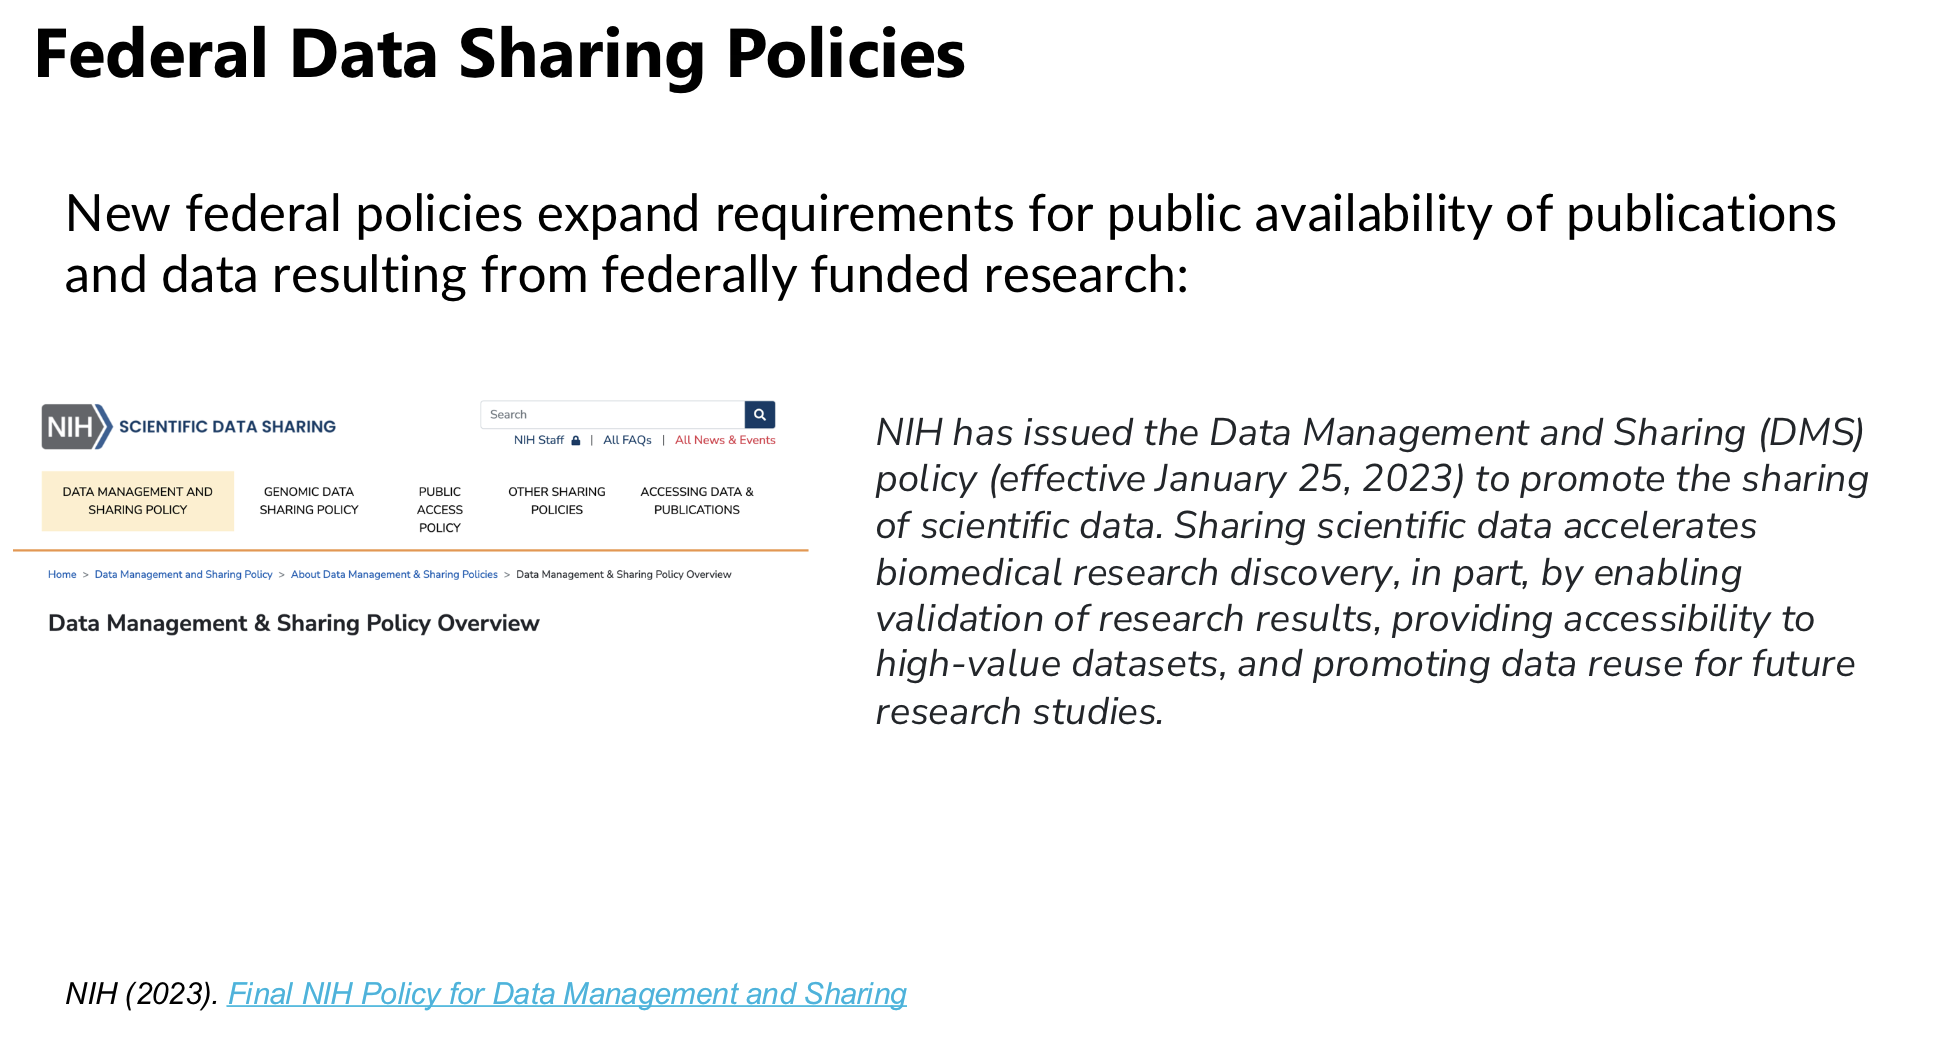 Federal Data Sharing Policies
New federal policies expand requirements for public availability of publications
and data resulting from federally funded research:
NIH SCIENTIFIC DATA SHARING
Search
NIH Staff | All FAQs | All News & Events
DATA MANAGEMENT AND
SHARING POLICY
GENOMIC DATA
SHARING POLICY
PUBLIC
ACCESS
POLICY
OTHER SHARING
POLICIES
ACCESSING DATA &
PUBLICATIONS
Home > Data Management and Sharing Policy > About Data Management & Sharing Policies > Data Management & Sharing Policy Overview
Data Management & Sharing Policy Overview
NIH has issued the Data Management and Sharing (DMS)
policy (effective January 25, 2023) to promote the sharing
of scientific data. Sharing scientific data accelerates
biomedical research discovery, in part, by enabling
validation of research results, providing accessibility to
high-value datasets, and promoting data reuse for future
research studies.
NIH (2023). Final NIH Policy for Data Management and Sharing